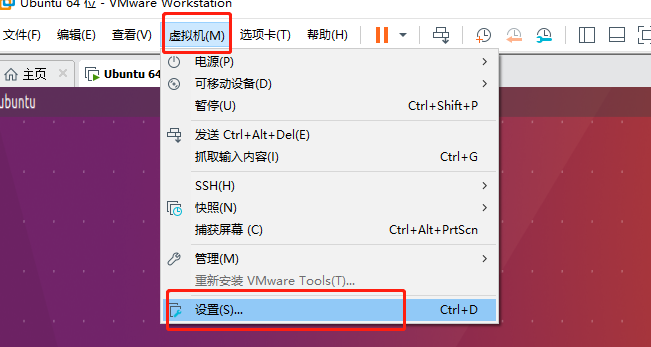 Ubuntu 64 位 - VMware Workstation
文件(F) 编辑(E) 查看(V) 虚拟机(M) 选项卡(T) 帮助(H)
主页 Ubuntu 64
ubuntu
电源(P)
可移动设备(D)
暂停(U) Ctrl+Shift+P
发送 Ctrl+Alt+Del(E)
抓取输入内容(I) Ctrl+G
SSH(H)
快照(N)
捕获屏幕 (C) Ctrl+Alt+PrtScn
管理(M)
重新安装 VMware Tools(T)...
设置(S)... Ctrl+D